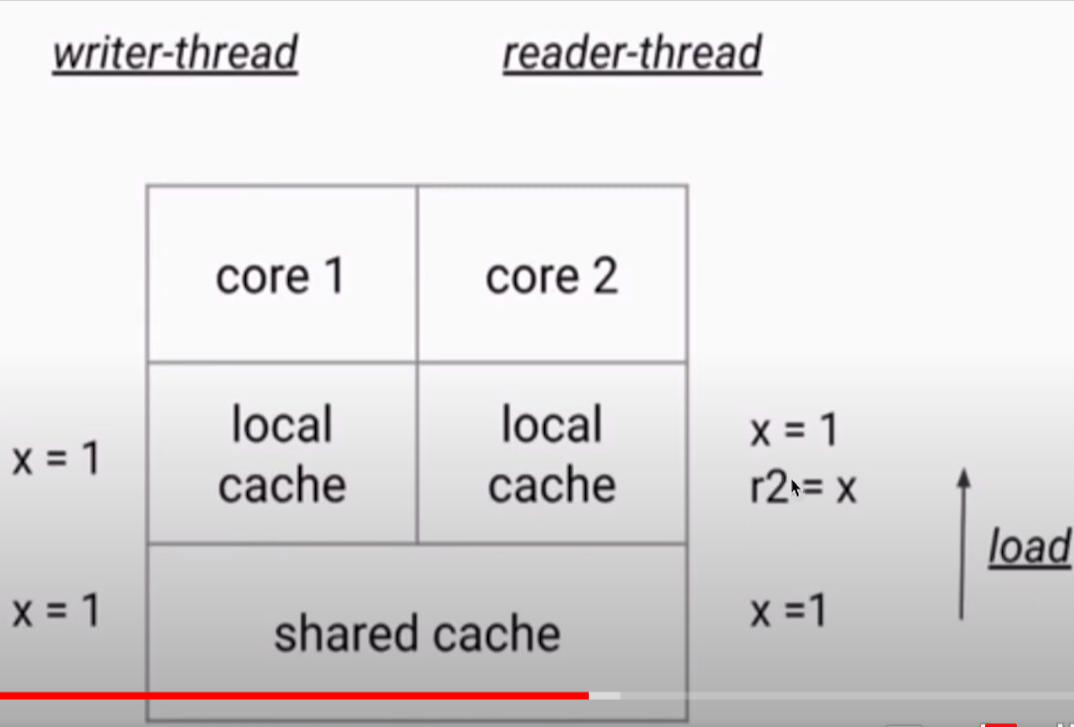 writer-thread
reader-thread
core 1
core 2
local
cache
local
cache
x = 1
x = 1
r2 = x
load
x = 1
shared cache
x =1